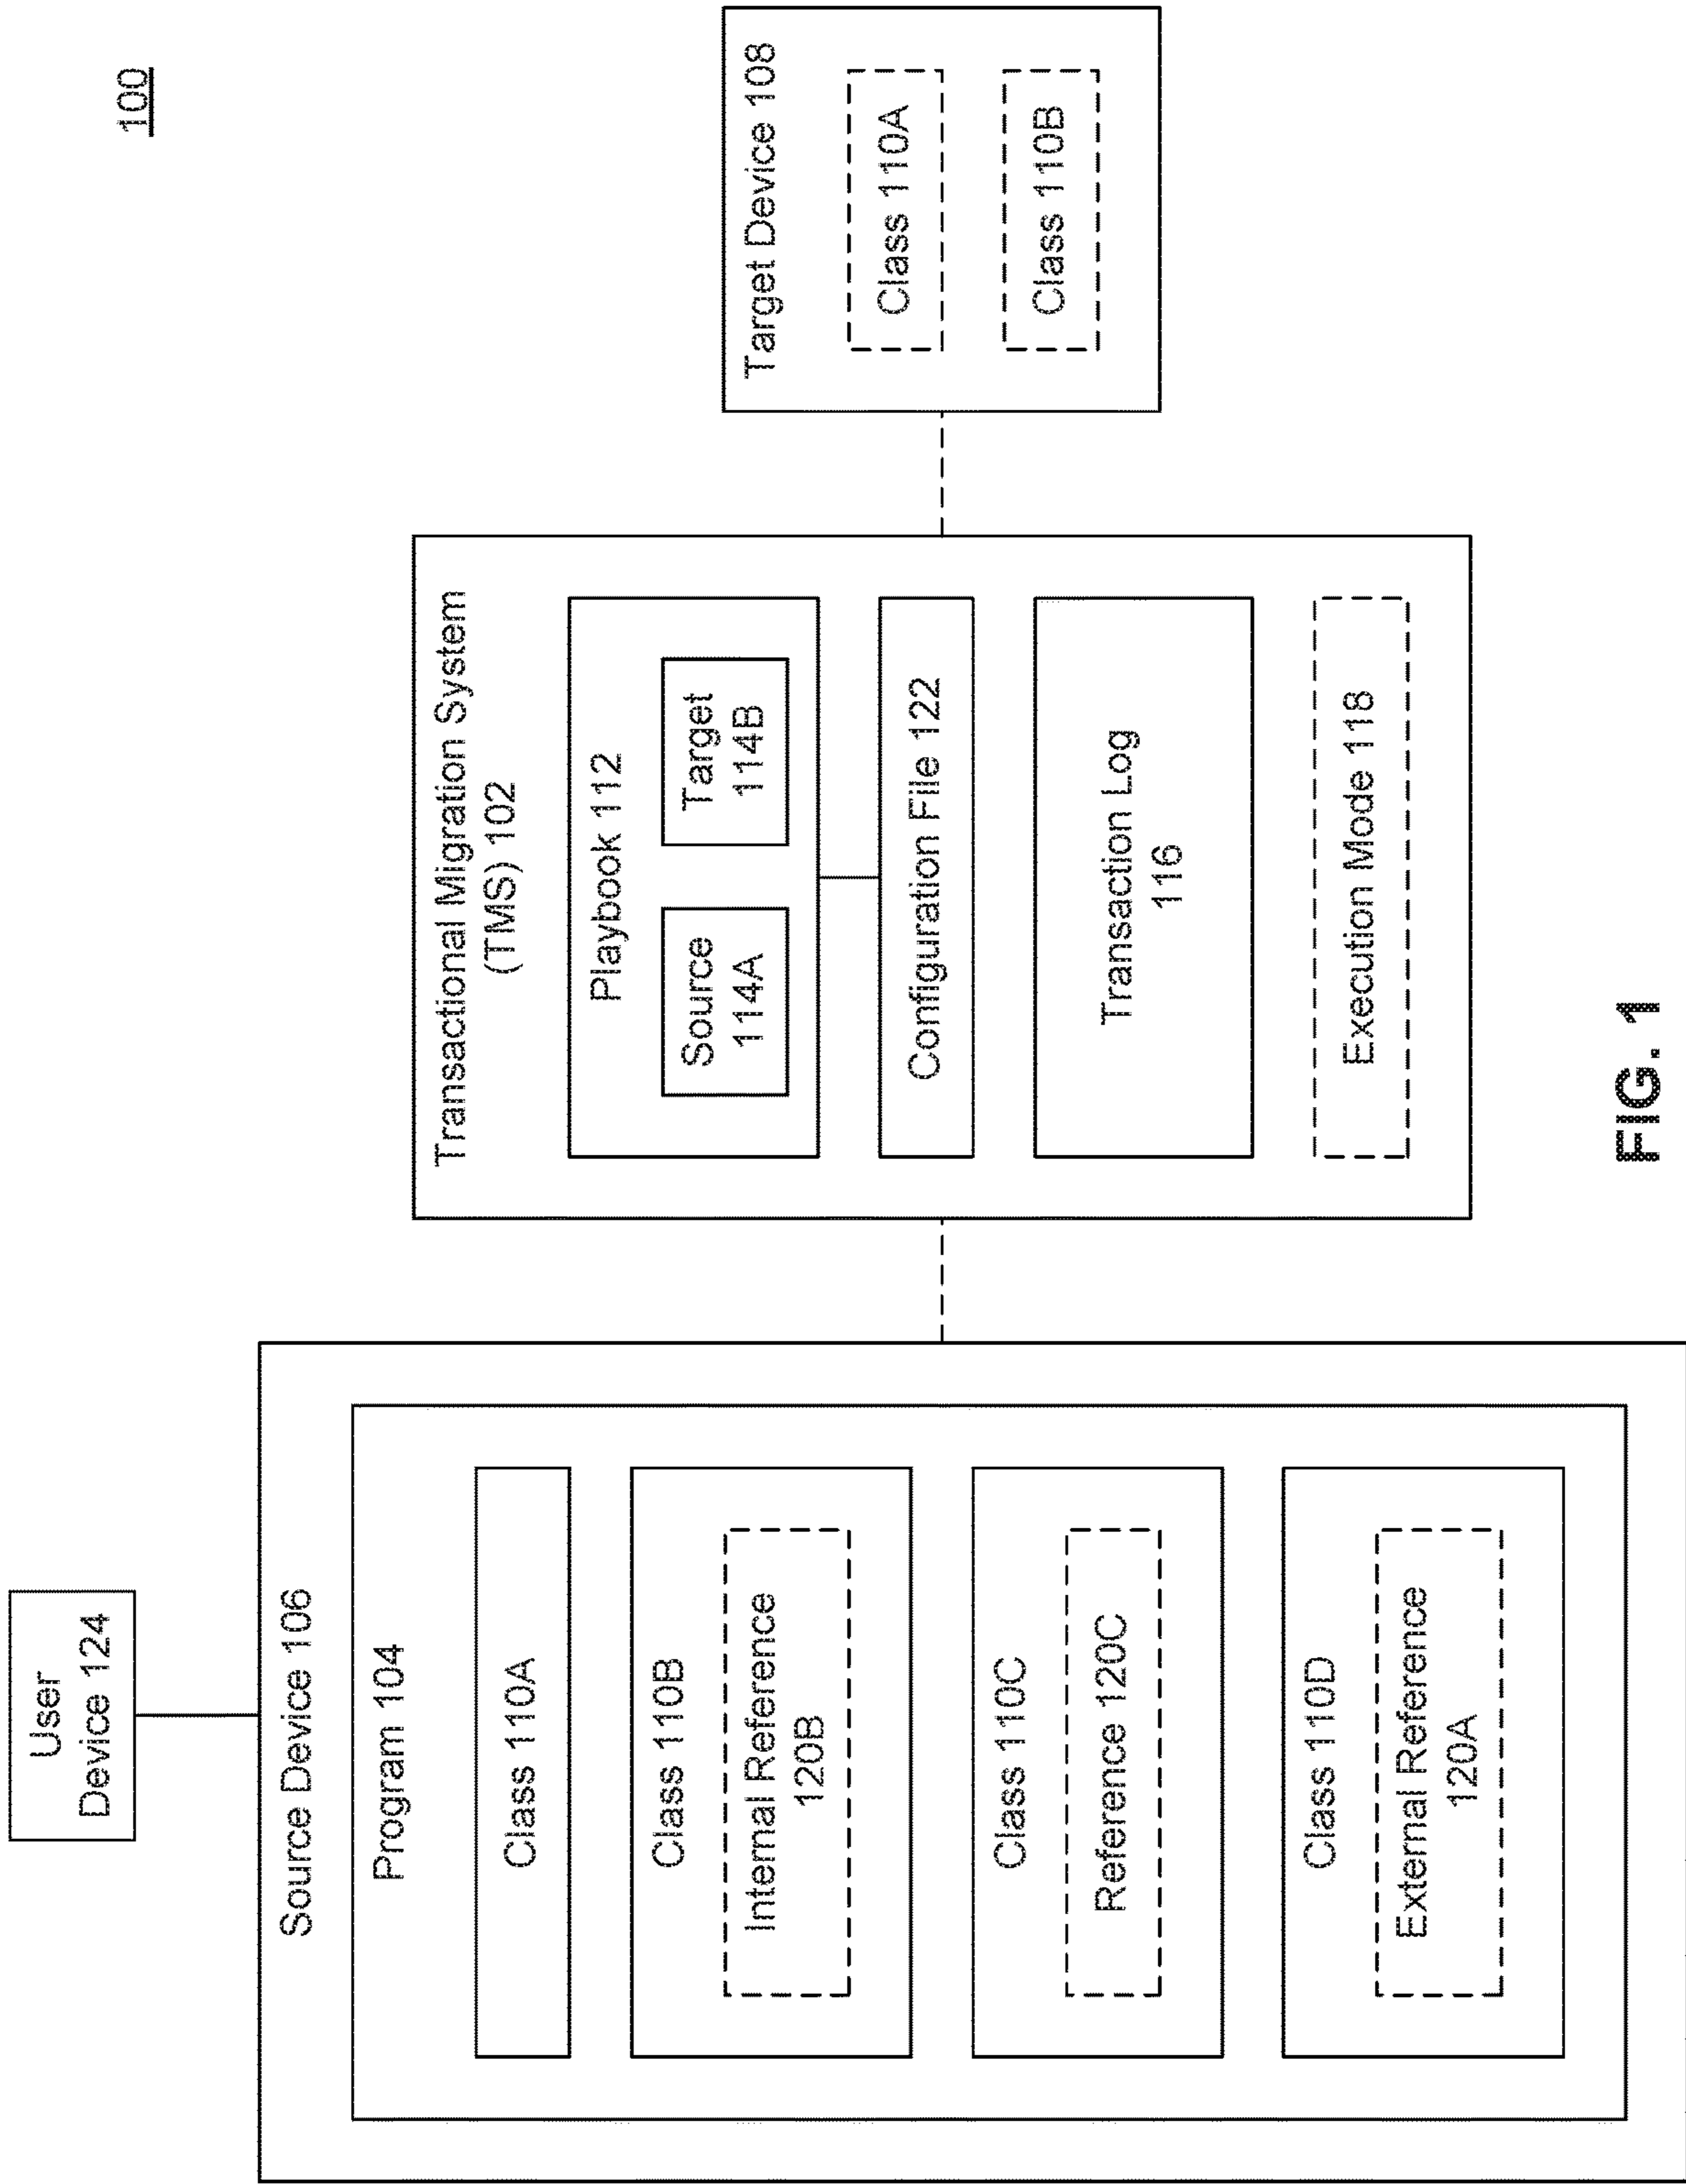 100
User
Device 124
Source Device 106
Program 104
Class 110A
Class 110B
Internal Reference
120B
Class 110C
Reference 120C
Class 110D
External Reference
120A
Transactional Migration System
(TMS) 102
Playbook 112
Source
114A
Target
114B
Configuration File 122
Transaction Log
116
Execution Mode 118
Target Device 108
Class 110A
Class 110B
FIG. 1